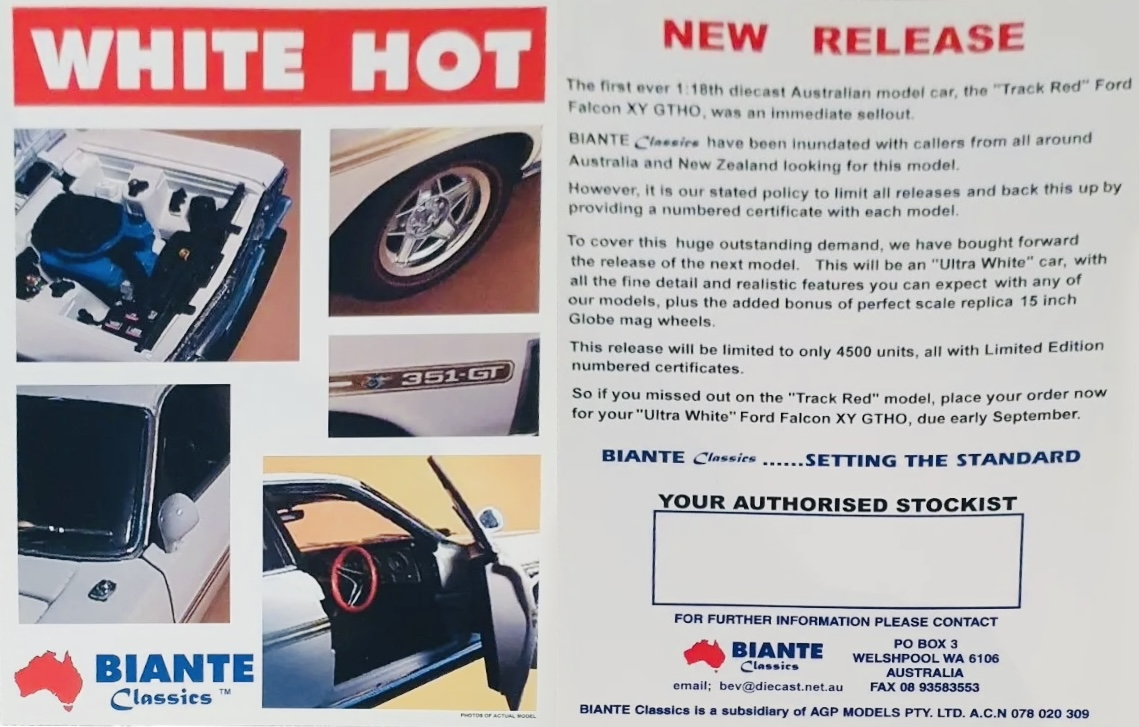 WHITE HOT
351-GT
BIANTE
Classics™
PHOTOS OF ACTUAL MODEL
NEW RELEASE
The first ever 1:18th diecast Australian model car, the "Track Red" Ford
Falcon XY GTHO, was an immediate sellout.
BIANTE Classics have been inundated with callers from all around
Australia and New Zealand looking for this model.
However, it is our stated policy to limit all releases and back this up by
providing a numbered certificate with each model.
To cover this huge outstanding demand, we have bought forward
the release of the next model. This will be an "Ultra White" car, with
all the fine detail and realistic features you can expect with any of
our models, plus the added bonus of perfect scale replica 15 inch
Globe mag wheels.
This release will be limited to only 4500 units, all with Limited Edition
numbered certificates.
So if you missed out on the "Track Red" model, place your order now
for your "Ultra White" Ford Falcon XY GTHO, due early September.
BIANTE Classics ......SETTING THE STANDARD
YOUR AUTHORISED STOCKIST
FOR FURTHER INFORMATION PLEASE CONTACT
BIANTE
Classics
email; bev@diecast.net.au
PO BOX 3
WELSHPOOL WA 6106
AUSTRALIA
FAX 08 93583553
BIANTE Classics is a subsidiary of AGP MODELS PTY. LTD. A.C.N 078 020 309